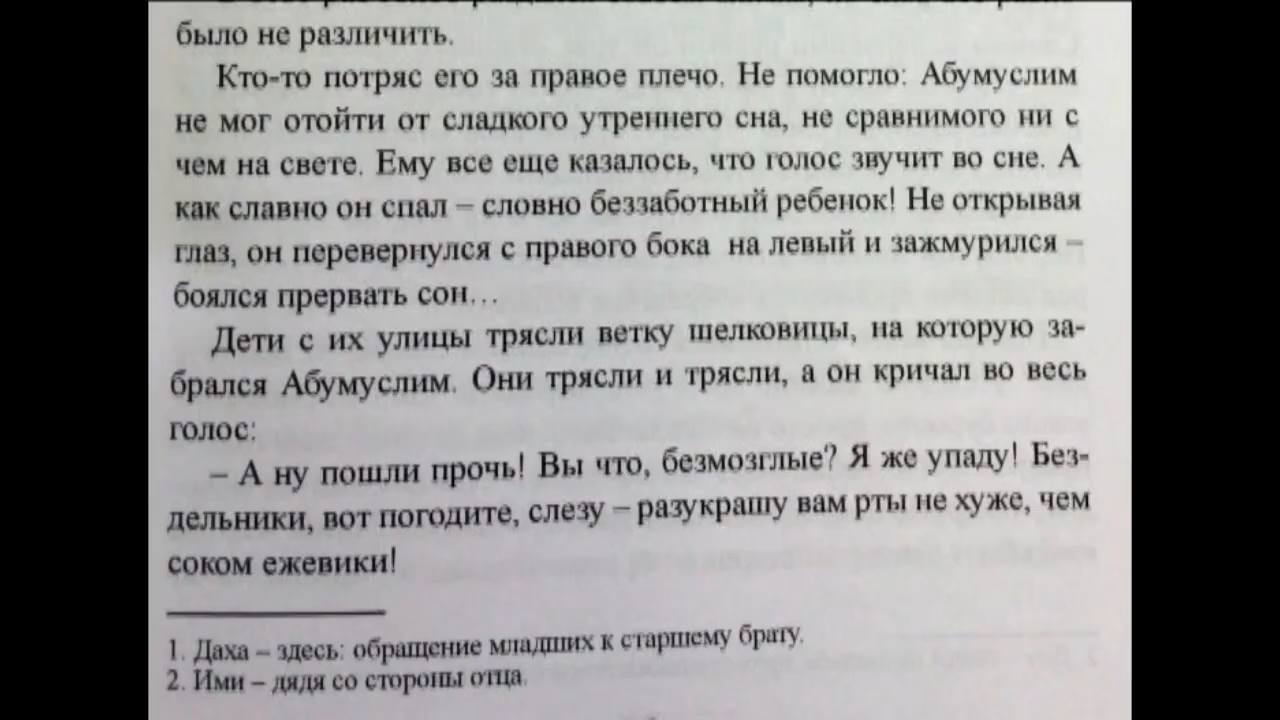 было не различить.
Кто-то потряс его за правое плечо. Не помогло: Абумуслим
не мог отойти от сладкого утреннего сна, не сравнимого ни с
чем на свете. Ему все еще казалось, что голос звучит во сне. А
как славно он спал – словно беззаботный ребенок! Не открывая
глаз, он перевернулся с правого бока на левый и зажмурился –
боялся прервать сон…
Дети с их улицы трясли ветку шелковицы, на которую за-
брался Абумуслим. Они трясли и трясли, а он кричал во весь
голос:
– А ну пошли прочь! Вы что, безмозглые? Я же упаду! Без-
дельники, вот погодите, слезу – разукрашу вам рты не хуже, чем
соком ежевики!
1. Даха – здесь: обращение младших к старшему брату.
2. Ими – дядя со стороны отца.